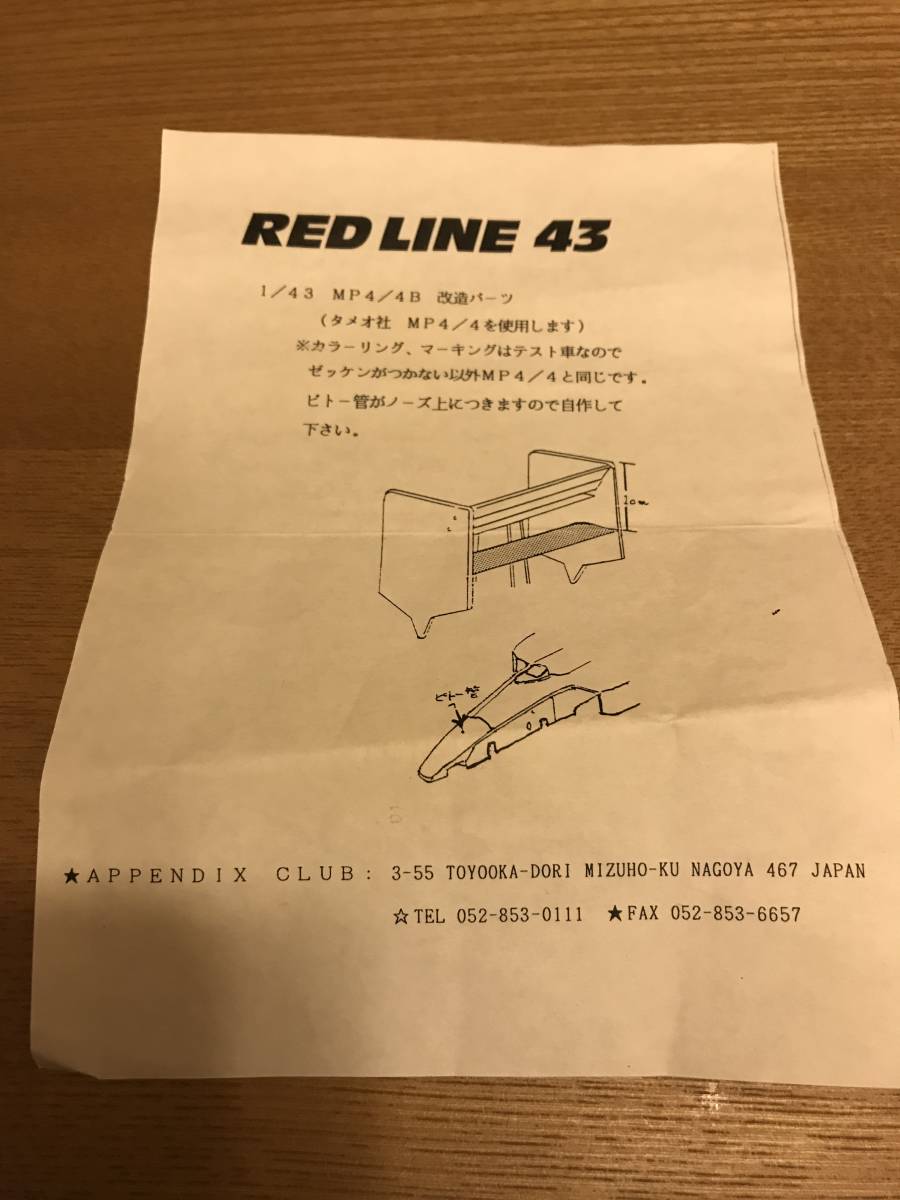 RED LINE 43
1/43 MP4/4B 改造パーツ
(タメオ社 MP4/4を使用します)
※カラーリング、マーキングはテスト車なので
ゼッケンがつかない以外MP4/4と同じです。
ピトー管がノーズ上につきますので自作して
下さい。
1cm
ピトー管
★APPENDIX CLUB: 3-55 TOYOOKA-DORI MIZUHO-KU NAGOYA 467 JAPAN
☆TEL 052-853-0111 ★FAX 052-853-6657